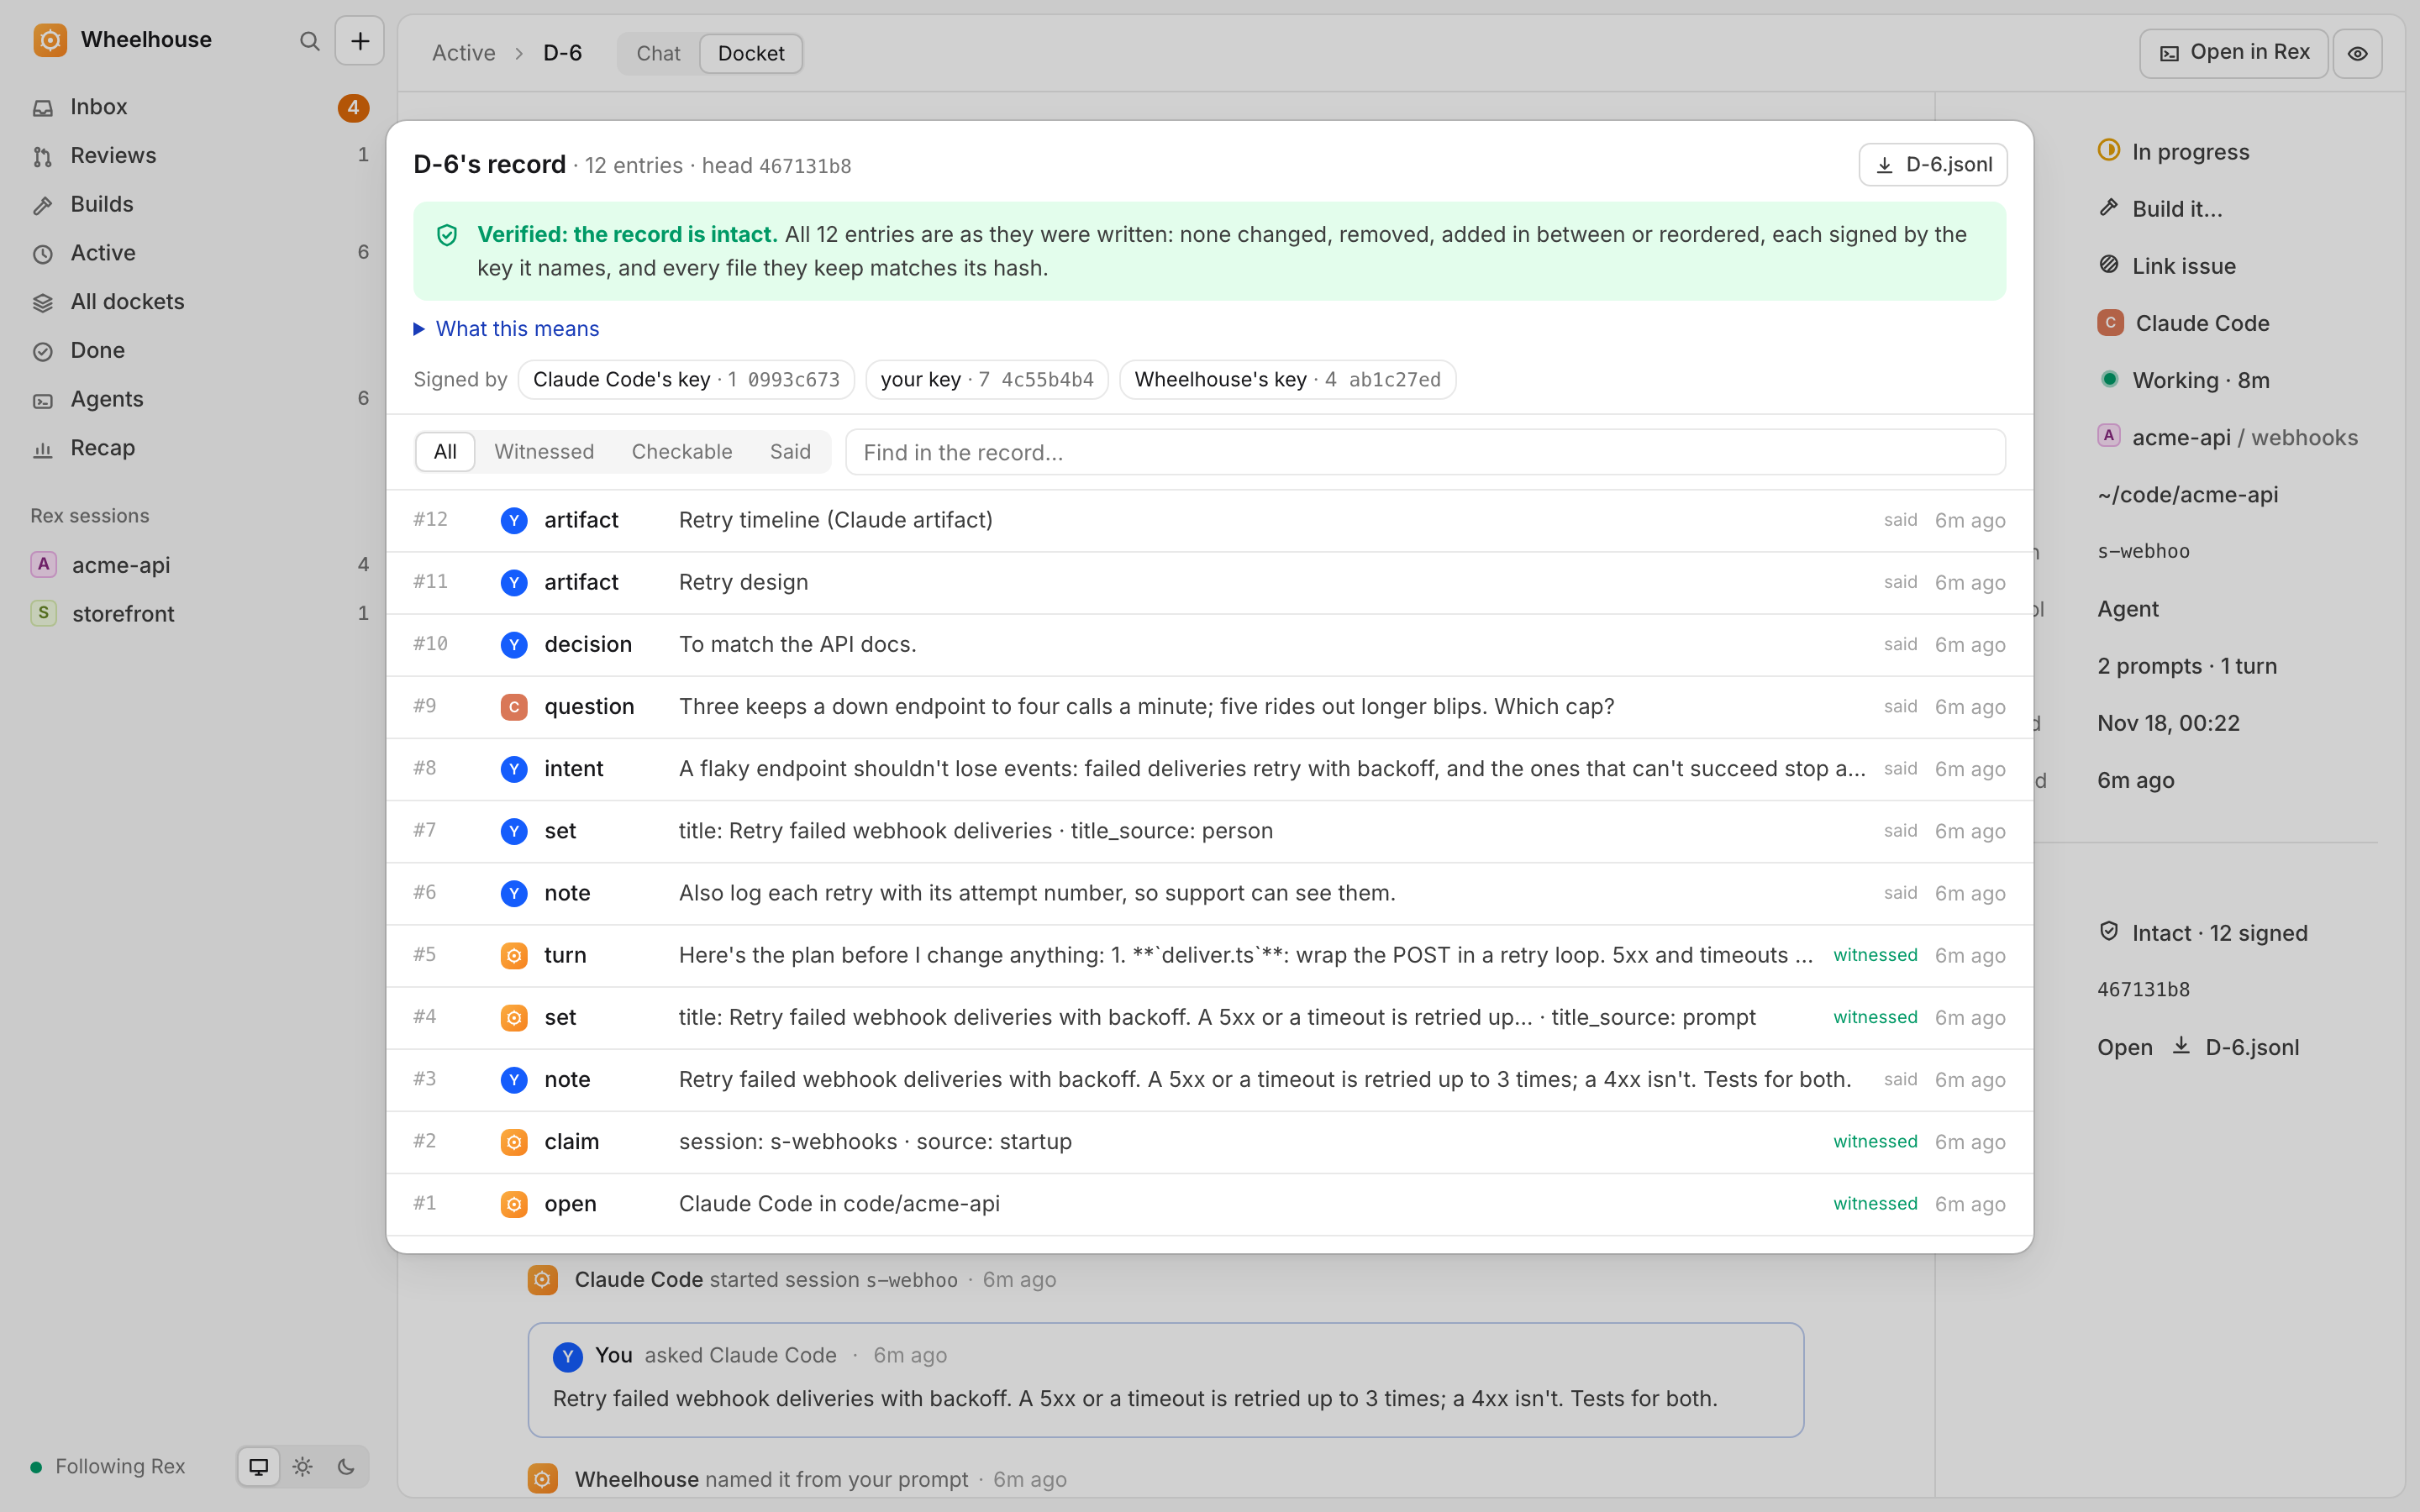 Wheelhouse
Inbox 4
Reviews 1
Builds
Active 6
All dockets
Done
Agents 6
Recap
Rex sessions
A acme-api 4
S storefront 1
Following Rex
Active > D-6 Chat Docket
Open in Rex
D-6's record · 12 entries · head 467131b8
D-6.jsonl
Verified: the record is intact. All 12 entries are as they were written: none changed, removed, added in between or reordered, each signed by the
key it names, and every file they keep matches its hash.
What this means
Signed by Claude Code's key · 1 0993c673 your key · 7 4c55b4b4 Wheelhouse's key · 4 ab1c27ed
All Witnessed Checkable Said Find in the record...
#12 Y artifact Retry timeline (Claude artifact) said 6m ago
#11 Y artifact Retry design said 6m ago
#10 Y decision To match the API docs. said 6m ago
#9 C question Three keeps a down endpoint to four calls a minute; five rides out longer blips. Which cap? said 6m ago
#8 Y intent A flaky endpoint shouldn't lose events: failed deliveries retry with backoff, and the ones that can't succeed stop a... said 6m ago
#7 Y set title: Retry failed webhook deliveries · title_source: person said 6m ago
#6 Y note Also log each retry with its attempt number, so support can see them. said 6m ago
#5 turn Here's the plan before I change anything: 1. **`deliver.ts`**: wrap the POST in a retry loop. 5xx and timeouts ... witnessed 6m ago
#4 set title: Retry failed webhook deliveries with backoff. A 5xx or a timeout is retried up... · title_source: prompt witnessed 6m ago
#3 Y note Retry failed webhook deliveries with backoff. A 5xx or a timeout is retried up to 3 times; a 4xx isn't. Tests for both. said 6m ago
#2 claim session: s-webhooks · source: startup witnessed 6m ago
#1 open Claude Code in code/acme-api witnessed 6m ago
Claude Code started session s-webhoo · 6m ago
Y You asked Claude Code · 6m ago
Retry failed webhook deliveries with backoff. A 5xx or a timeout is retried up to 3 times; a 4xx isn't. Tests for both.
Wheelhouse named it from your prompt · 6m ago
In progress
Build it...
Link issue
C Claude Code
Working · 8m
A acme-api / webhooks
~/code/acme-api
s-webhoo
Agent
2 prompts · 1 turn
Nov 18, 00:22
6m ago
Intact · 12 signed
467131b8
Open D-6.jsonl